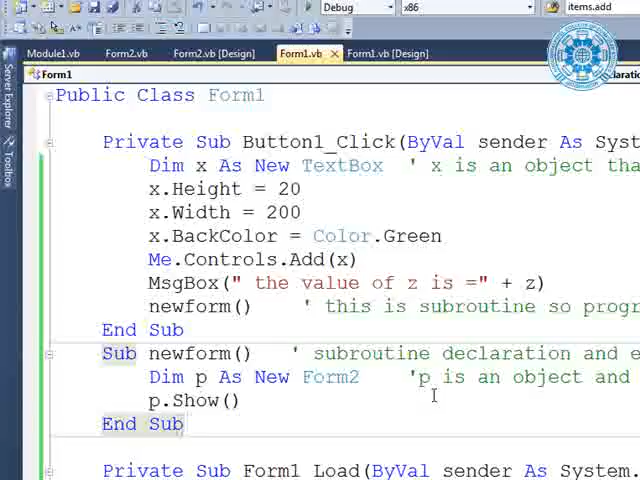 Debug x86 items.add
Module1.vb Form2.vb Form2.vb [Design] Form1.vb Form1.vb [Design]
Form1
Server Explorer
Toolbox
Public Class Form1
Private Sub Button1_Click(ByVal sender As Syst
Dim x As New TextBox ' x is an object tha
x.Height = 20
x.Width = 200
x.BackColor = Color.Green
Me.Controls.Add(x)
MsgBox(" the value of z is =" + z)
newform() ' this is subroutine so progr
End Sub
Sub newform() ' subroutine declaration and e
Dim p As New Form2 'p is an object and
p.Show()
End Sub
Private Sub Form1_Load(ByVal sender As System.